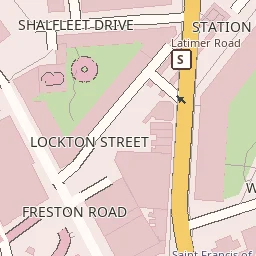 SHALFLEET DRIVE
STATION
Latimer Road
S
LOCKTON STREET
FRESTON ROAD
W
Saint Francis of